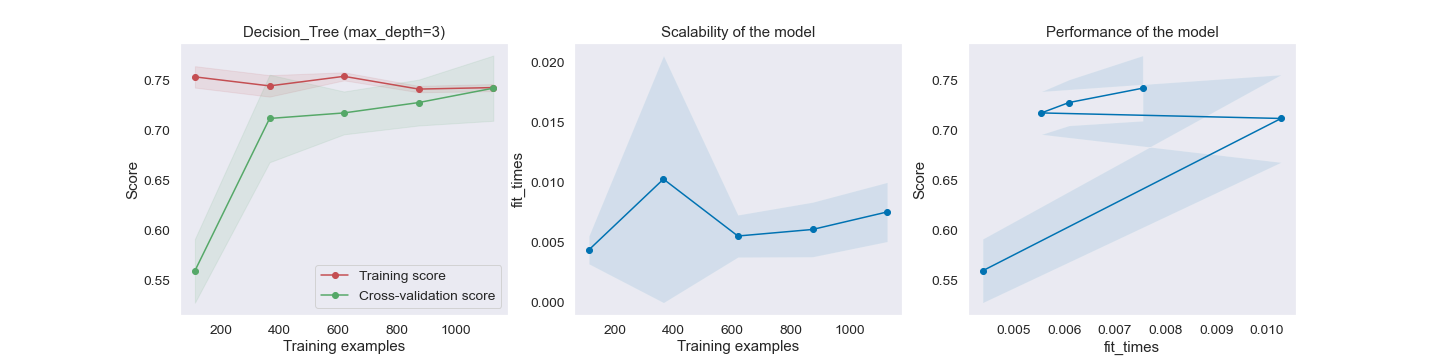 Decision_Tree (max_depth=3)
Score
0.75
0.70
0.65
0.60
0.55
200 400 600 800 1000
Training examples
Training score
Cross-validation score
Scalability of the model
fit_times
0.020
0.015
0.010
0.005
0.000
200 400 600 800 1000
Training examples
Performance of the model
Score
0.75
0.70
0.65
0.60
0.55
0.005 0.006 0.007 0.008 0.009 0.010
fit_times